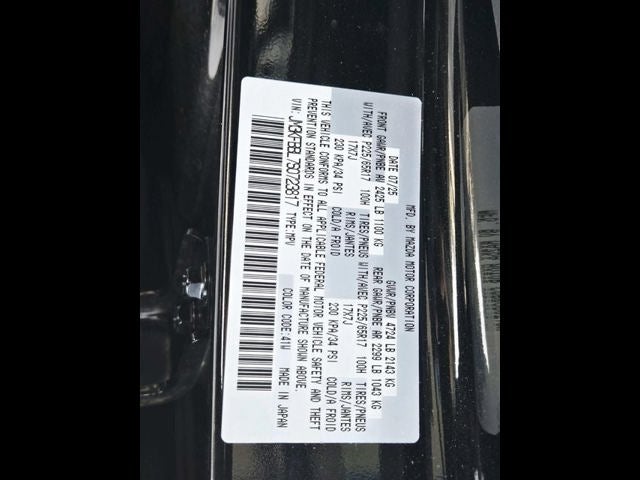 MFD. BY MAZDA MOTOR CORPORATION
DATE 07/25 GVWR/PNBV 4724 LB 2143 KG
FRONT GAWR/PNBE AV 2425 LB 1100 KG REAR GAWR/PNBE AR 2299 LB 1043 KG
WITH/AVEC P225/65R17 100H TIRES/PNEUS WITH/AVEC P225/65R17 100H TIRES/PNEUS
17X7J RIMS/JANTES 17X7J RIMS/JANTES
230 KPA/34 PSI COLD/A FROID 230 KPA/34 PSI COLD/A FROID
THIS VEHICLE CONFORMS TO ALL APPLICABLE FEDERAL MOTOR VEHICLE SAFETY AND THEFT
PREVENTION STANDARDS IN EFFECT ON THE DATE OF MANUFACTURE SHOWN ABOVE.
VIN: JM3KFBBL7S0723817 TYPE:MPV COLOR CODE:41W MADE IN JAPAN